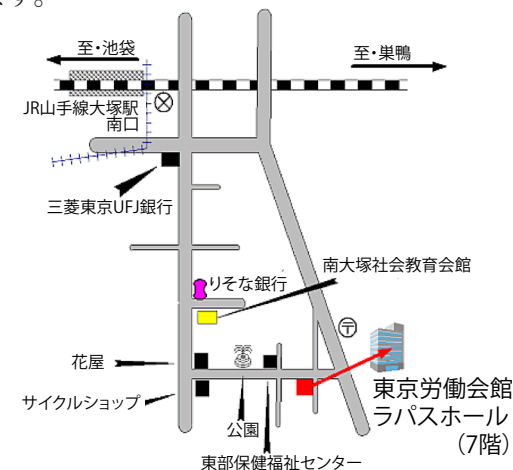 ます。
至・池袋
至・巣鴨
JR山手線大塚駅
南口
三菱東京UFJ銀行
南大塚社会教育会館
りそな銀行
〒
花屋
サイクルショップ
公園
東京労働会館
ラパスホール
(7階)
東部保健福祉センター